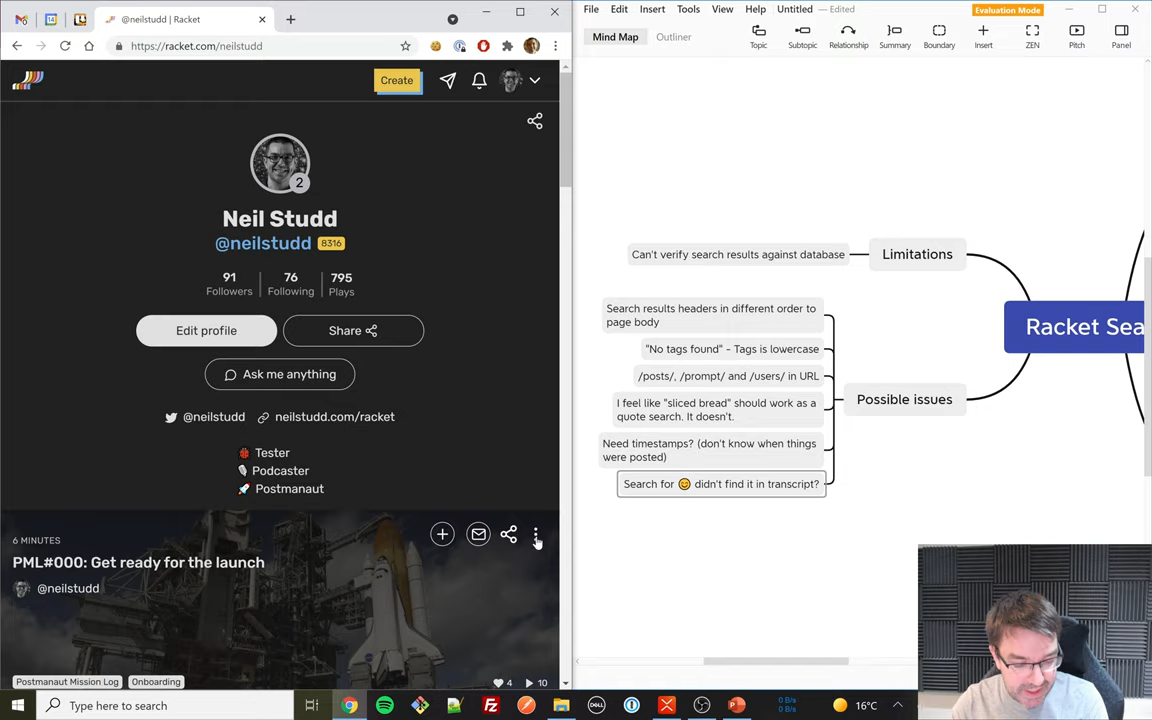 @neilstudd | Racket
https://racket.com/neilstudd
Create
2
Neil Studd
@neilstudd 8316
91 76 795
Followers Following Plays
Edit profile Share
Ask me anything
@neilstudd neilstudd.com/racket
Tester
Podcaster
Postmanaut
6 MINUTES
PML#000: Get ready for the launch
@neilstudd
Postmanaut Mission Log Onboarding 4 10
File Edit Insert Tools View Help Untitled — Edited Evaluation Mode
Mind Map Outliner
Topic Subtopic Relationship Summary Boundary Insert ZEN Pitch Panel
Can't verify search results against database
Limitations
Search results headers in different order to
page body
"No tags found" - Tags is lowercase
/posts/, /prompt/ and /users/ in URL
I feel like "sliced bread" should work as a
quote search. It doesn't.
Need timestamps? (don't know when things
were posted)
Search for 😊 didn't find it in transcript?
Possible issues
Racket Sea
Type here to search
DELL
0 B/s
0 B/s
16°C